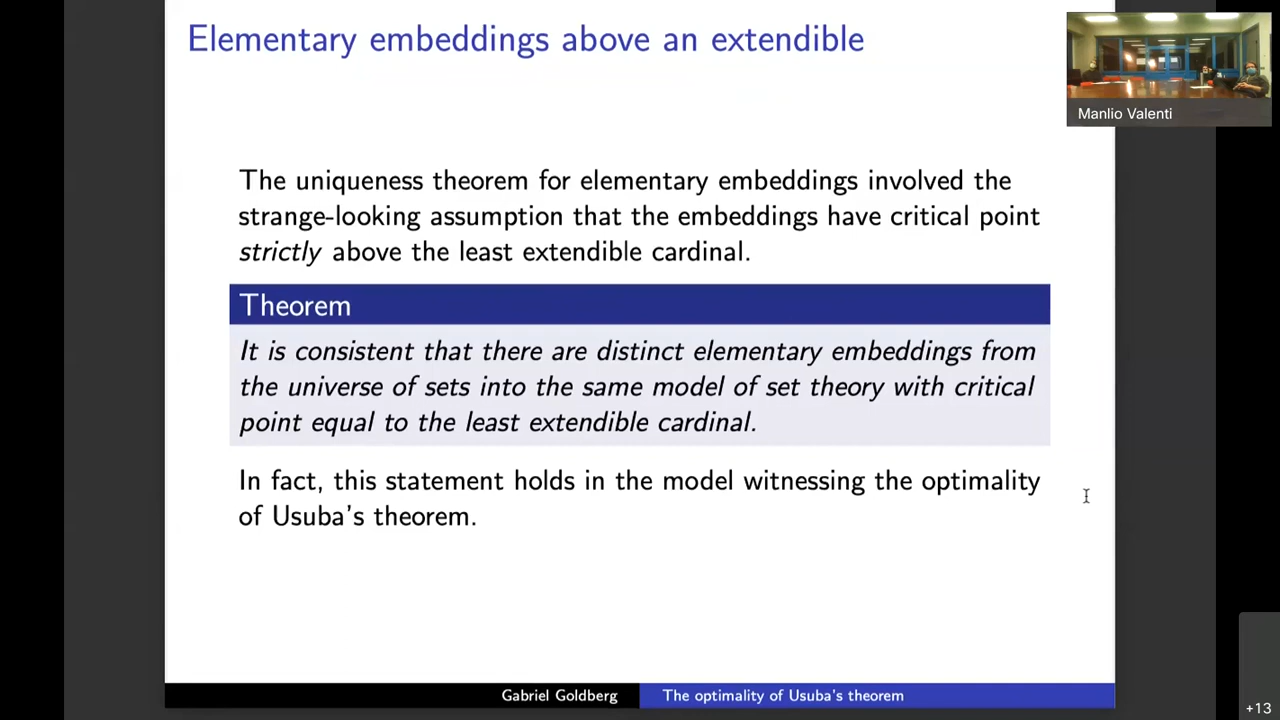 Elementary embeddings above an extendible
Manlio Valenti
The uniqueness theorem for elementary embeddings involved the
strange-looking assumption that the embeddings have critical point
strictly above the least extendible cardinal.
Theorem
It is consistent that there are distinct elementary embeddings from
the universe of sets into the same model of set theory with critical
point equal to the least extendible cardinal.
In fact, this statement holds in the model witnessing the optimality
of Usuba's theorem.
Gabriel Goldberg
The optimality of Usuba's theorem
+13